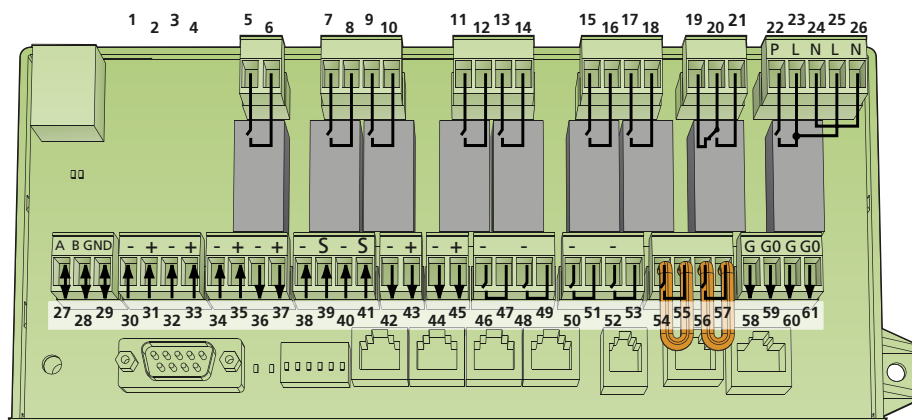 1 2 3 4 5 6 7 8 9 10 11 12 13 14 15 16 17 18 19 20 21 22 23 24 25 26
P L N L N
A B GND - + - + - + - + - S - S - + - + - - - - G G0 G G0
27 28 29 30 31 32 33 34 35 36 37 38 39 40 41 42 43 44 45 46 47 48 49 50 51 52 53 54 55 56 57 58 59 60 61